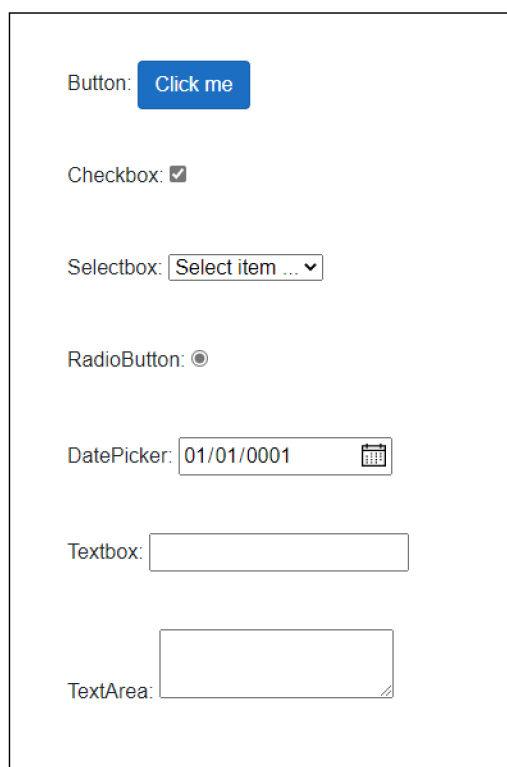 Button: Click me
Checkbox:
Selectbox: Select item ...
RadioButton:
DatePicker: 01/01/0001
Textbox:
TextArea: